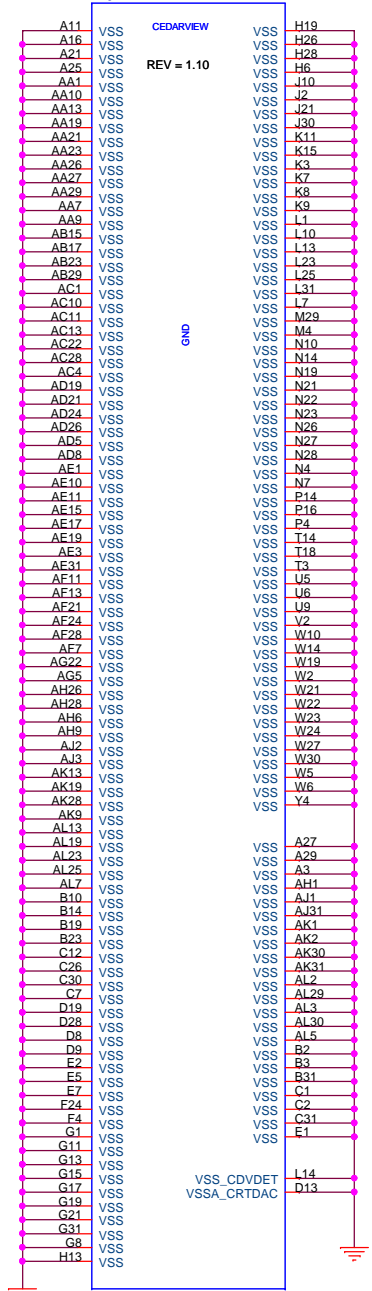 A11 VSS CEDARVIEW VSS H19
A16 VSS VSS H26
A21 VSS VSS H28
REV = 1.10
A25 VSS VSS H6
AA1 VSS VSS J10
AA10 VSS VSS J2
AA13 VSS VSS J21
AA19 VSS VSS J30
AA21 VSS VSS K11
AA23 VSS VSS K15
AA26 VSS VSS K3
AA27 VSS VSS K7
AA29 VSS VSS K8
AA7 VSS VSS K9
AA9 VSS VSS L1
AB15 VSS VSS L10
AB17 VSS VSS L13
AB23 VSS VSS L23
AB29 VSS VSS L25
AC1 VSS VSS L31
AC10 VSS VSS L7
AC11 VSS VSS M29
AC13 VSS VSS M4
GND
AC22 VSS VSS N10
AC28 VSS VSS N14
AC4 VSS VSS N19
AD19 VSS VSS N21
AD21 VSS VSS N22
AD24 VSS VSS N23
AD26 VSS VSS N26
AD5 VSS VSS N27
AD8 VSS VSS N28
AE1 VSS VSS N4
AE10 VSS VSS N7
AE11 VSS VSS P14
AE15 VSS VSS P16
AE17 VSS VSS P4
AE19 VSS VSS T14
AE3 VSS VSS T18
AE31 VSS VSS T3
AF11 VSS VSS U5
AF13 VSS VSS U6
AF21 VSS VSS U9
AF24 VSS VSS V2
AF28 VSS VSS W10
AF7 VSS VSS W14
AG22 VSS VSS W19
AG5 VSS VSS W2
AH26 VSS VSS W21
AH28 VSS VSS W22
AH6 VSS VSS W23
AH9 VSS VSS W24
AJ2 VSS VSS W27
AJ3 VSS VSS W30
AK13 VSS VSS W5
AK19 VSS VSS W6
AK28 VSS VSS Y4
AK9 VSS
AL13 VSS
AL19 VSS VSS A27
AL23 VSS VSS A29
AL25 VSS VSS A3
AL7 VSS VSS AH1
B10 VSS VSS AJ1
B14 VSS VSS AJ31
B19 VSS VSS AK1
B23 VSS VSS AK2
C12 VSS VSS AK30
C26 VSS VSS AK31
C30 VSS VSS AL2
C7 VSS VSS AL29
D19 VSS VSS AL3
D28 VSS VSS AL30
D8 VSS VSS AL5
D9 VSS VSS B2
E2 VSS VSS B3
E5 VSS VSS B31
E7 VSS VSS C1
F24 VSS VSS C2
F4 VSS VSS C31
G1 VSS VSS E1
G11 VSS
G13 VSS
G15 VSS VSS_CDVDET L14
G17 VSS VSSA_CRTDAC D13
G19 VSS
G21 VSS
G31 VSS
G8 VSS
H13 VSS